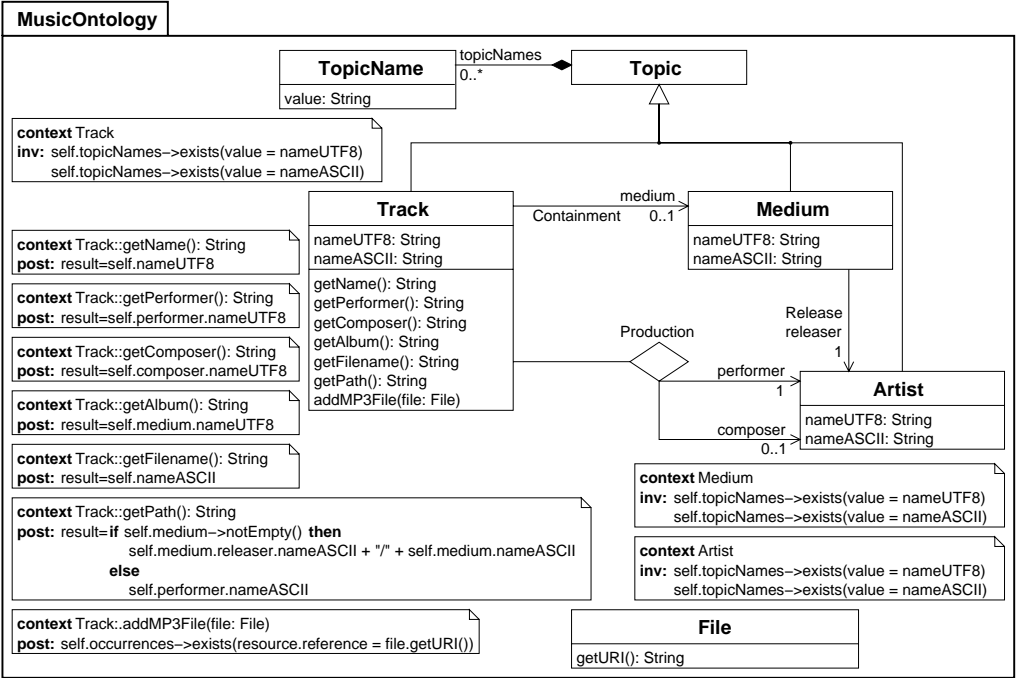 MusicOntology
TopicName
value: String
topicNames
0..*
Topic
context Track
inv: self.topicNames->exists(value = nameUTF8)
self.topicNames->exists(value = nameASCII)
Track
nameUTF8: String
nameASCII: String
getName(): String
getPerformer(): String
getComposer(): String
getAlbum(): String
getFilename(): String
getPath(): String
addMP3File(file: File)
medium
Containment 0..1
Medium
nameUTF8: String
nameASCII: String
context Track::getName(): String
post: result=self.nameUTF8
context Track::getPerformer(): String
post: result=self.performer.nameUTF8
context Track::getComposer(): String
post: result=self.composer.nameUTF8
context Track::getAlbum(): String
post: result=self.medium.nameUTF8
context Track::getFilename(): String
post: result=self.nameASCII
Release
releaser
1
Production
performer
1
composer
0..1
Artist
nameUTF8: String
nameASCII: String
context Track::getPath(): String
post: result=if self.medium->notEmpty() then
self.medium.releaser.nameASCII + "/" + self.medium.nameASCII
else
self.performer.nameASCII
context Medium
inv: self.topicNames->exists(value = nameUTF8)
self.topicNames->exists(value = nameASCII)
context Artist
inv: self.topicNames->exists(value = nameUTF8)
self.topicNames->exists(value = nameASCII)
context Track:.addMP3File(file: File)
post: self.occurrences->exists(resource.reference = file.getURI())
File
getURI(): String